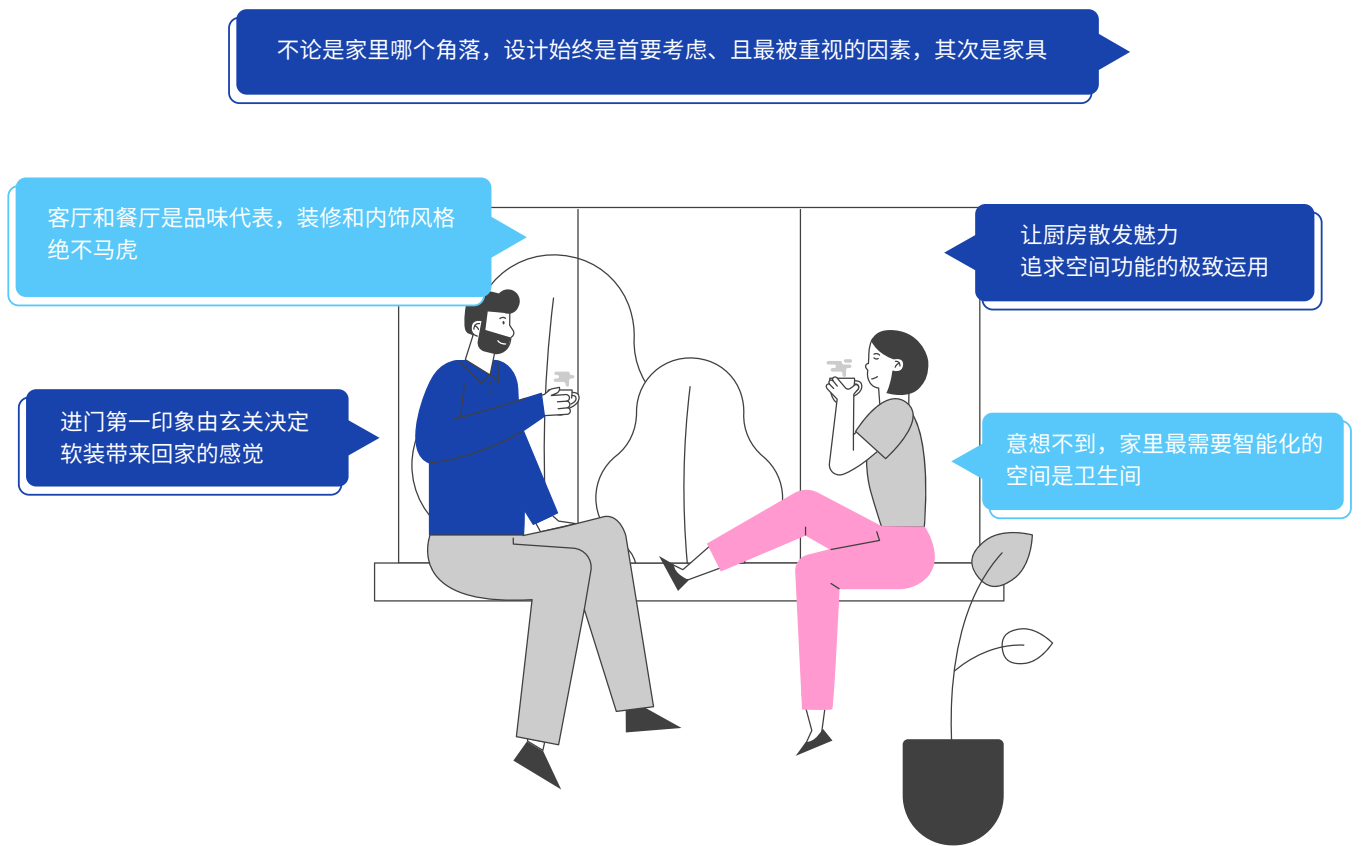 不论是家里哪个角落，设计始终是首要考虑、且最被重视的因素，其次是家具
客厅和餐厅是品味代表，装修和内饰风格
绝不马虎
让厨房散发魅力
追求空间功能的极致运用
进门第一印象由玄关决定
软装带来回家的感觉
意想不到，家里最需要智能化的
空间是卫生间